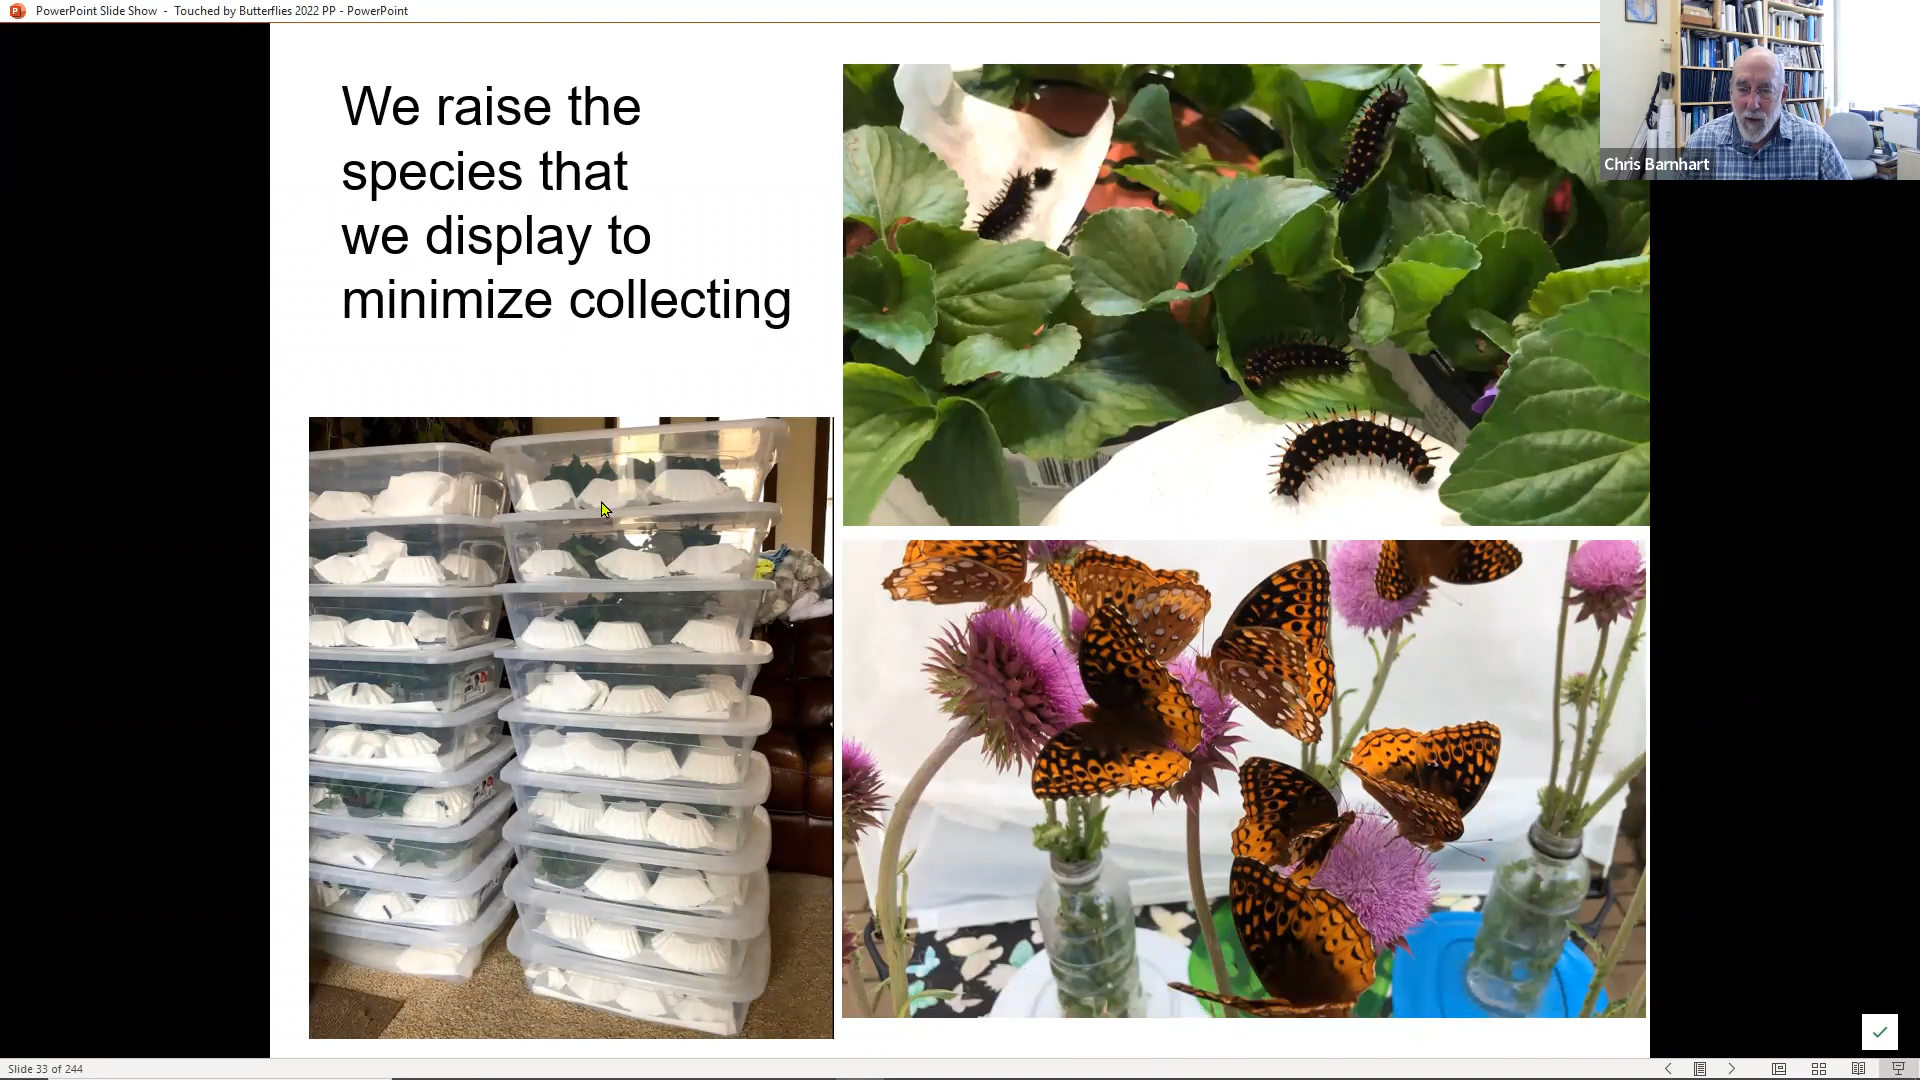 PowerPoint Slide Show - Touched by Butterflies 2022 PP - PowerPoint
We raise the
species that
we display to
minimize collecting
Chris Barnhart
Slide 33 of 244